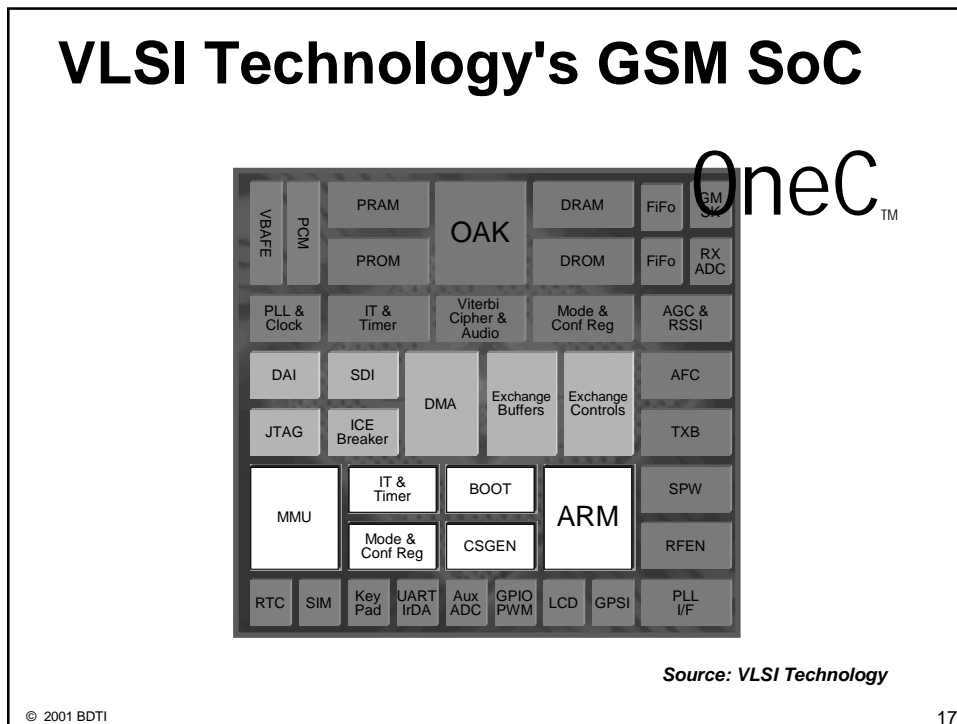 VLSI Technology's GSM SoC
OneC™
VBAFE
PCM
PRAM
OAK
DRAM
FiFo
GM
SK
PROM
DROM
FiFo
RX
ADC
PLL &
Clock
IT &
Timer
Viterbi
Cipher &
Audio
Mode &
Conf Reg
AGC &
RSSI
DAI
SDI
DMA
Exchange
Buffers
Exchange
Controls
AFC
JTAG
ICE
Breaker
TXB
MMU
IT &
Timer
BOOT
ARM
SPW
Mode &
Conf Reg
CSGEN
RFEN
RTC
SIM
Key
Pad
UART
IrDA
Aux
ADC
GPIO
PWM
LCD
GPSI
PLL
I/F
Source: VLSI Technology
© 2001 BDTI
17